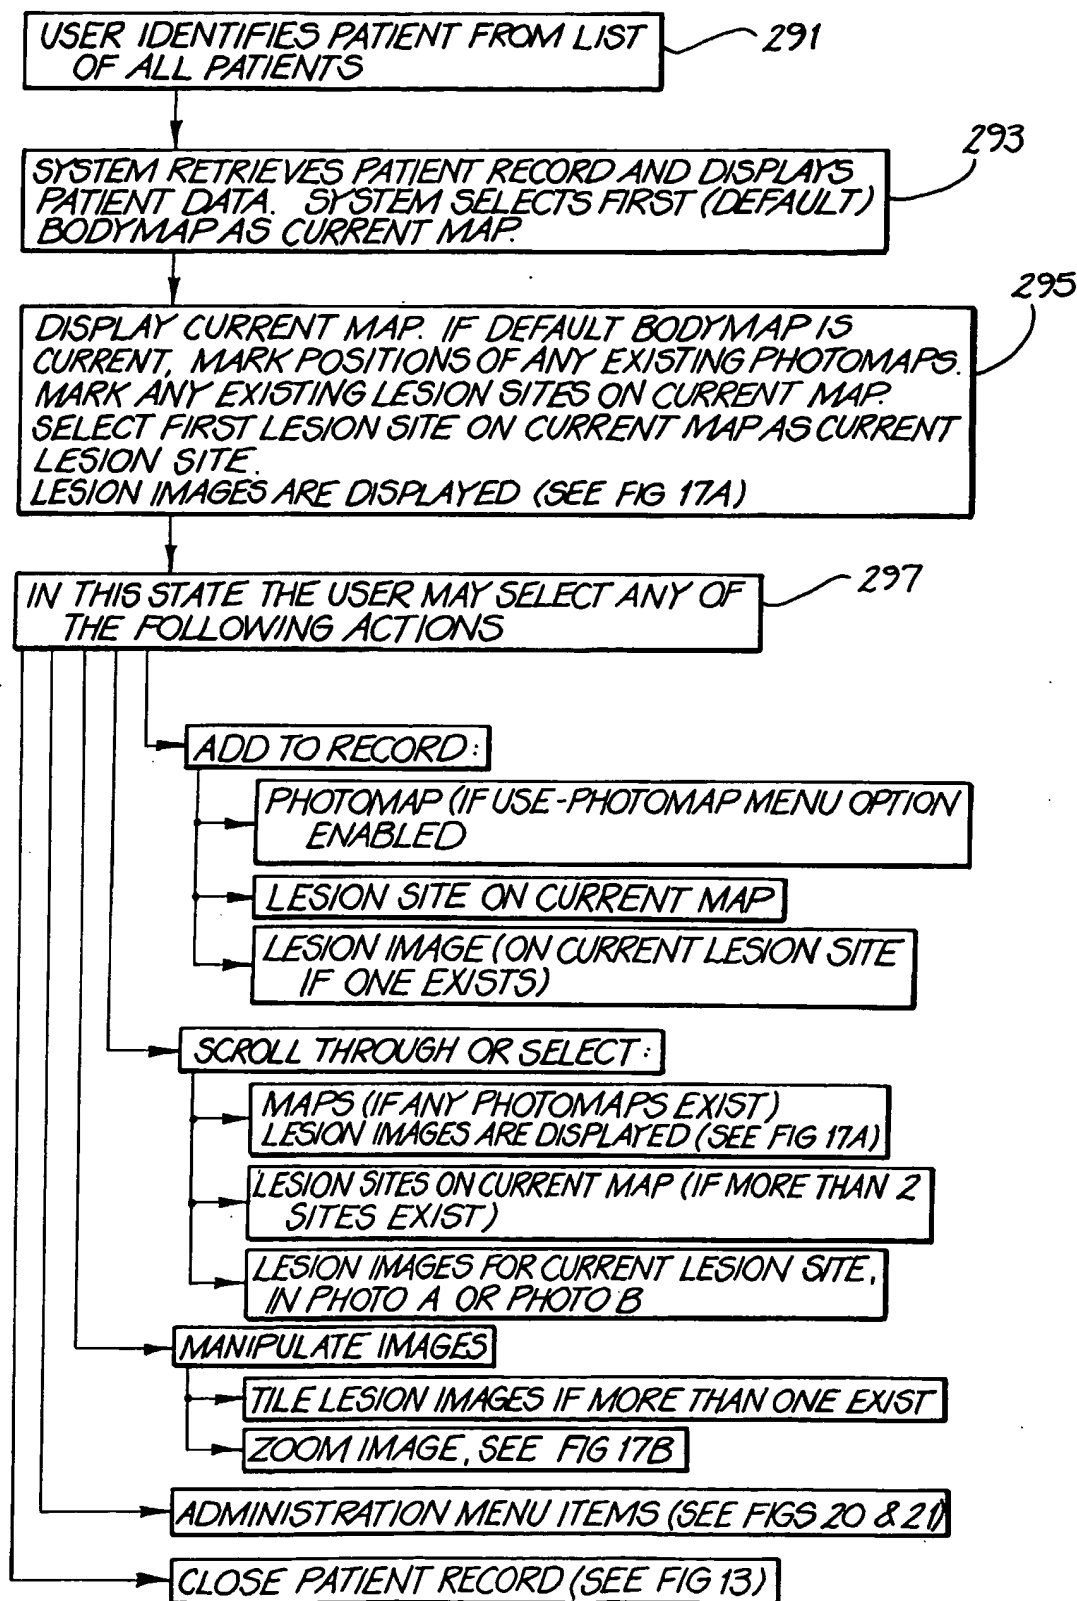 USER IDENTIFIES PATIENT FROM LIST
OF ALL PATIENTS
291
SYSTEM RETRIEVES PATIENT RECORD AND DISPLAYS
PATIENT DATA. SYSTEM SELECTS FIRST (DEFAULT)
BODYMAP AS CURRENT MAP.
293
DISPLAY CURRENT MAP. IF DEFAULT BODYMAP IS
CURRENT, MARK POSITIONS OF ANY EXISTING PHOTOMAPS.
MARK ANY EXISTING LESION SITES ON CURRENT MAP.
SELECT FIRST LESION SITE ON CURRENT MAP AS CURRENT
LESION SITE.
LESION IMAGES ARE DISPLAYED (SEE FIG 17A)
295
IN THIS STATE THE USER MAY SELECT ANY OF
THE FOLLOWING ACTIONS
297
ADD TO RECORD:
PHOTOMAP (IF USE-PHOTOMAP MENU OPTION
ENABLED
LESION SITE ON CURRENT MAP
LESION IMAGE (ON CURRENT LESION SITE
IF ONE EXISTS)
SCROLL THROUGH OR SELECT:
MAPS (IF ANY PHOTOMAPS EXIST)
LESION IMAGES ARE DISPLAYED (SEE FIG 17A)
LESION SITES ON CURRENT MAP (IF MORE THAN 2
SITES EXIST)
LESION IMAGES FOR CURRENT LESION SITE,
IN PHOTO A OR PHOTO B
MANIPULATE IMAGES
TILE LESION IMAGES IF MORE THAN ONE EXIST
ZOOM IMAGE, SEE FIG 17B
ADMINISTRATION MENU ITEMS (SEE FIGS 20 & 21)
CLOSE PATIENT RECORD (SEE FIG 13)